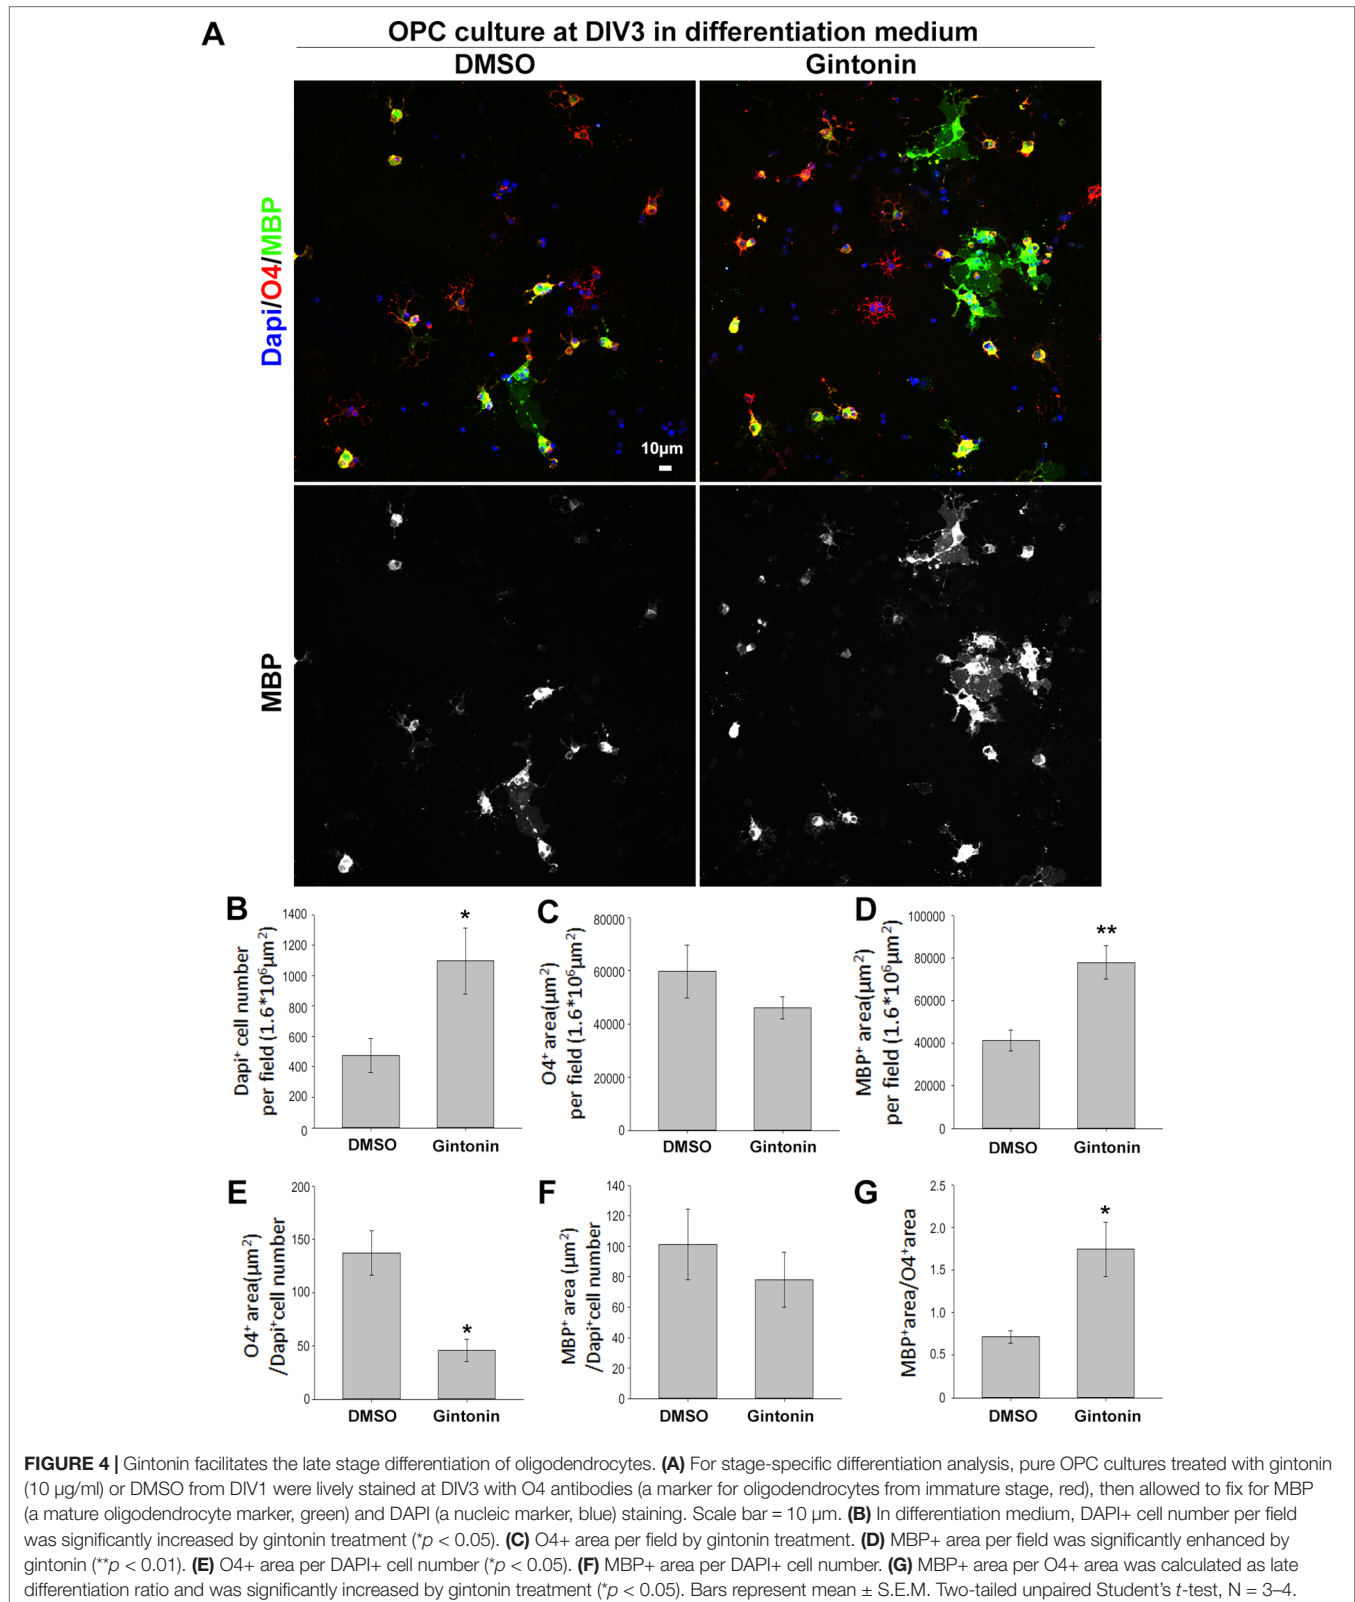 A
OPC culture at DIV3 in differentiation medium
DMSO Gintonin
Dapi/O4/MBP
10µm
MBP
B
Dapi⁺ cell number
per field (1.6*10⁶µm²)
1400
1200
1000
800
600
400
200
0
*
DMSO Gintonin
C
O4⁺ area(µm²)
per field (1.6*10⁶µm²)
80000
60000
40000
20000
0
DMSO Gintonin
D
MBP⁺ area(µm²)
per field (1.6*10⁶µm²)
100000
80000
60000
40000
20000
0
**
DMSO Gintonin
E
O4⁺ area(µm²)
/Dapi⁺cell number
200
150
100
50
0
*
DMSO Gintonin
F
MBP⁺ area (µm²)
/Dapi⁺cell number
140
120
100
80
60
40
20
0
DMSO Gintonin
G
MBP⁺area/O4⁺area
2.5
2.0
1.5
1.0
0.5
0
*
DMSO Gintonin
FIGURE 4 | Gintonin facilitates the late stage differentiation of oligodendrocytes. (A) For stage-specific differentiation analysis, pure OPC cultures treated with gintonin
(10 µg/ml) or DMSO from DIV1 were lively stained at DIV3 with O4 antibodies (a marker for oligodendrocytes from immature stage, red), then allowed to fix for MBP
(a mature oligodendrocyte marker, green) and DAPI (a nucleic marker, blue) staining. Scale bar = 10 µm. (B) In differentiation medium, DAPI+ cell number per field
was significantly increased by gintonin treatment (*p < 0.05). (C) O4+ area per field by gintonin treatment. (D) MBP+ area per field was significantly enhanced by
gintonin (**p < 0.01). (E) O4+ area per DAPI+ cell number (*p < 0.05). (F) MBP+ area per DAPI+ cell number. (G) MBP+ area per O4+ area was calculated as late
differentiation ratio and was significantly increased by gintonin treatment (*p < 0.05). Bars represent mean ± S.E.M. Two-tailed unpaired Student's t-test, N = 3–4.